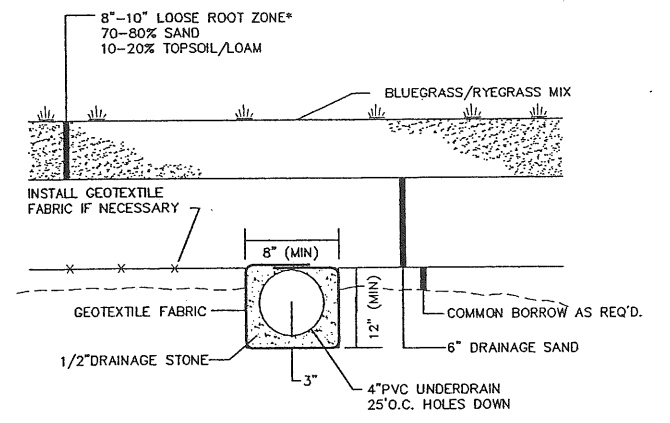 8"-10" LOOSE ROOT ZONE*
70-80% SAND
10-20% TOPSOIL/LOAM
BLUEGRASS/RYEGRASS MIX
INSTALL GEOTEXTILE
FABRIC IF NECESSARY
8" (MIN)
12" (MIN)
GEOTEXTILE FABRIC
COMMON BORROW AS REQ'D.
1/2"DRAINAGE STONE
6" DRAINAGE SAND
3"
4"PVC UNDERDRAIN
25'O.C. HOLES DOWN